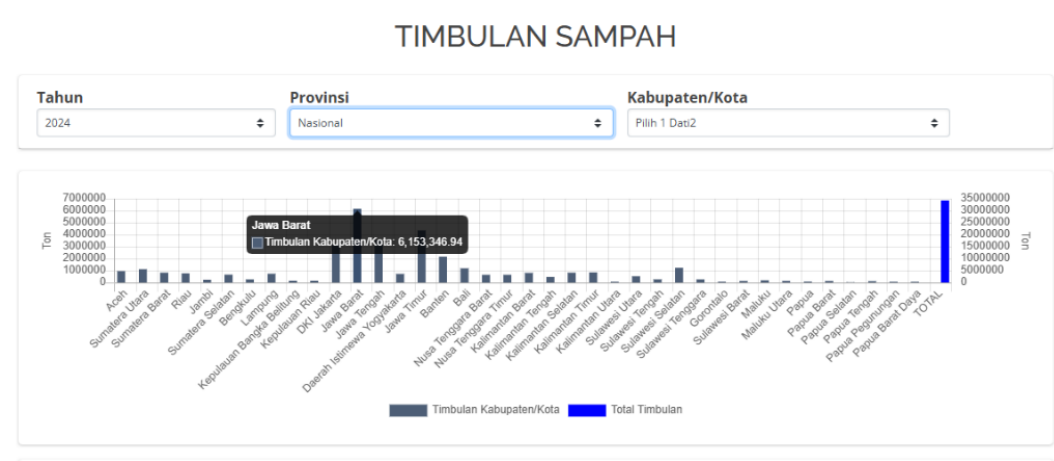 TIMBULAN SAMPAH
Tahun Provinsi Kabupaten/Kota
2024 Nasional Pilih 1 Dati2
7000000
6000000
5000000
4000000
3000000
2000000
1000000
0
Ton
Jawa Barat
Timbulan Kabupaten/Kota: 6,153,346.94
35000000
30000000
25000000
20000000
15000000
10000000
5000000
0
Ton
Aceh
Sumatera Utara
Sumatera Barat
Riau
Jambi
Sumatera Selatan
Bengkulu
Lampung
Kepulauan Bangka Belitung
Kepulauan Riau
DKI Jakarta
Jawa Barat
Jawa Tengah
Daerah Istimewa Yogyakarta
Jawa Timur
Banten
Bali
Nusa Tenggara Barat
Nusa Tenggara Timur
Kalimantan Barat
Kalimantan Tengah
Kalimantan Selatan
Kalimantan Timur
Kalimantan Utara
Sulawesi Utara
Sulawesi Tengah
Sulawesi Selatan
Sulawesi Tenggara
Gorontalo
Sulawesi Barat
Maluku
Maluku Utara
Papua
Papua Barat
Papua Selatan
Papua Tengah
Papua Pegunungan
Papua Barat Daya
TOTAL
Timbulan Kabupaten/Kota Total Timbulan